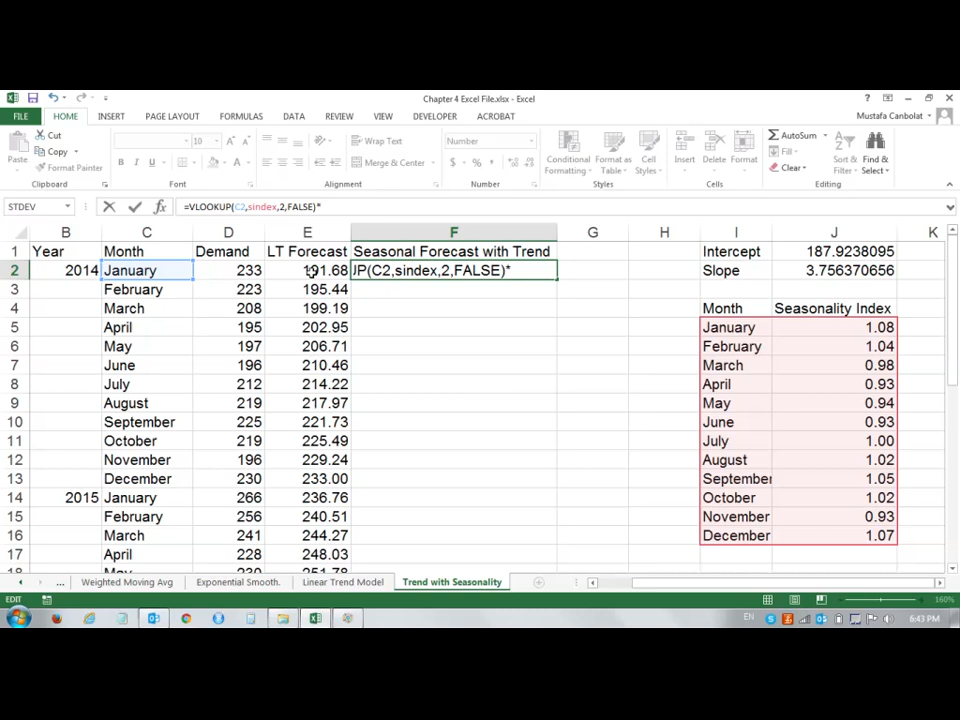 Chapter 4 Excel File.xlsx - Excel
FILE HOME INSERT PAGE LAYOUT FORMULAS DATA REVIEW VIEW DEVELOPER ACROBAT Mustafa Canbolat
Paste Cut Copy Format Painter Clipboard
10 B I U A A A Font
Merge & Center Alignment
Number $ % Number
Conditional Formatting Format as Table Cell Styles Styles
Insert Delete Format Cells
AutoSum Fill Clear Sort & Filter Find & Select Editing
STDEV =VLOOKUP(C2,sindex,2,FALSE)*
B C D E F G H I J K
1 Year Month Demand LT Forecast Seasonal Forecast with Trend Intercept 187.9238095
2 2014 January 233 191.68 JP(C2,sindex,2,FALSE)* Slope 3.756370656
3 February 223 195.44
4 March 208 199.19 Month Seasonality Index
5 April 195 202.95 January 1.08
6 May 197 206.71 February 1.04
7 June 196 210.46 March 0.98
8 July 212 214.22 April 0.93
9 August 219 217.97 May 0.94
10 September 225 221.73 June 0.93
11 October 219 225.49 July 1.00
12 November 196 229.24 August 1.02
13 December 230 233.00 September 1.05
14 2015 January 266 236.76 October 1.02
15 February 256 240.51 November 0.93
16 March 241 244.27 December 1.07
17 April 228 248.03
18 May 230 251.78
... Weighted Moving Avg Exponential Smooth. Linear Trend Model Trend with Seasonality
EDIT 160%
EN 6:43 PM